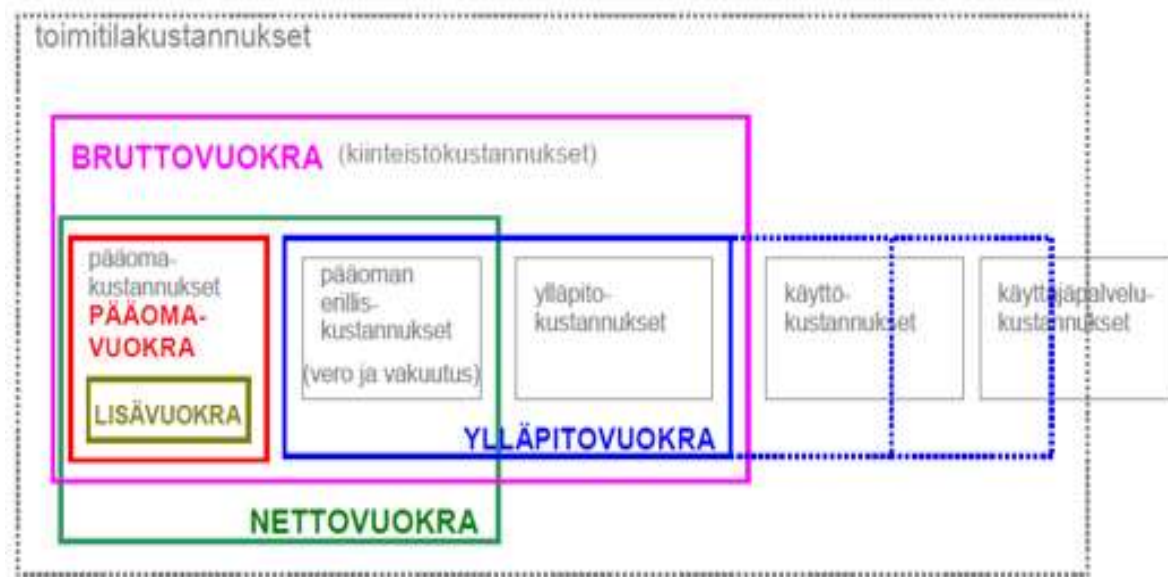 toimitilakustannukset
BRUTTOVUOKRA (kiinteistökustannukset)
pääoma-
kustannukset
PÄÄOMA-
VUOKRA
LISÄVUOKRA
pääoman
erillis-
kustannukset
(vero ja vakuutus)
ylläpito-
kustannukset
käyttö-
kustannukset
käyttäjäpalvelu-
kustannukset
YLLÄPITOVUOKRA
NETTOVUOKRA